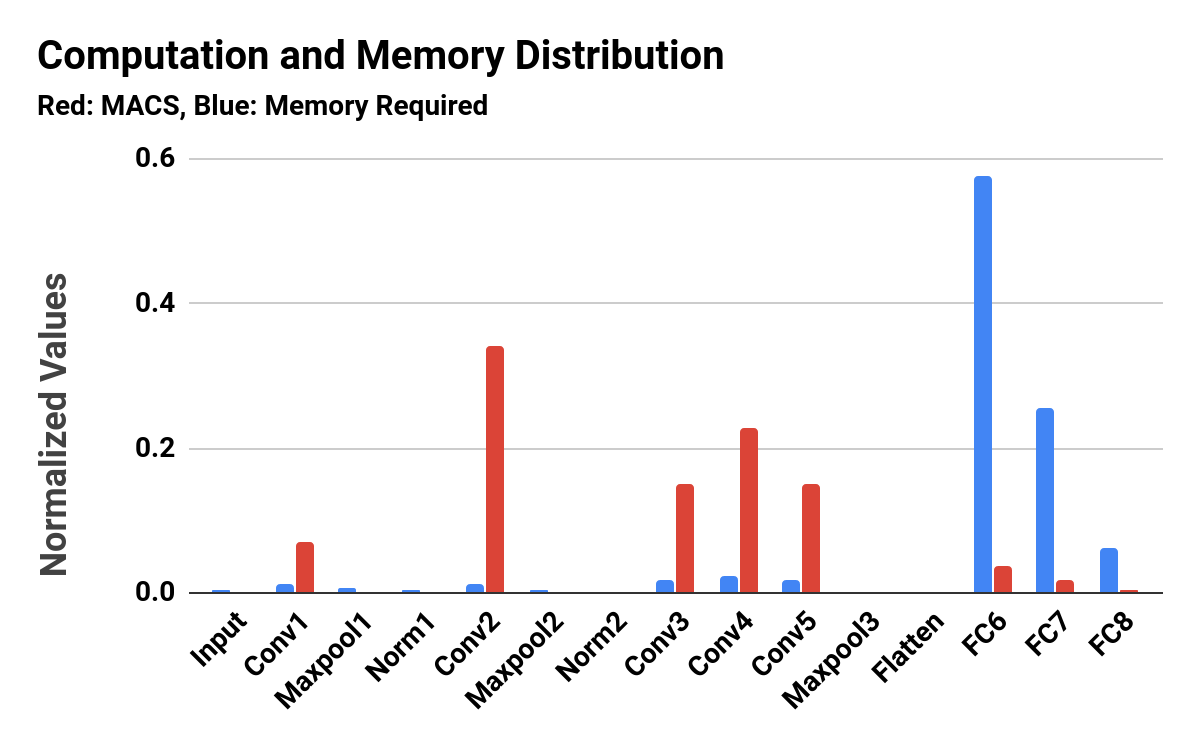 Computation and Memory Distribution
Red: MACS, Blue: Memory Required
Normalized Values
0.6
0.4
0.2
0.0
Input
Conv1
Maxpool1
Norm1
Conv2
Maxpool2
Norm2
Conv3
Conv4
Conv5
Maxpool3
Flatten
FC6
FC7
FC8